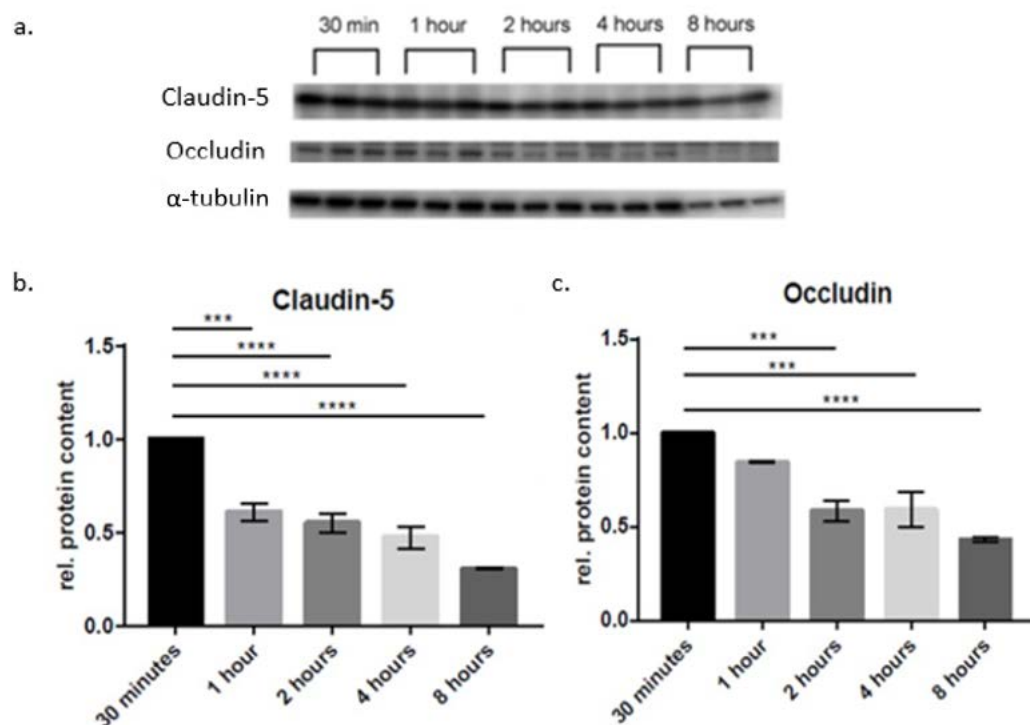 a.
30 min 1 hour 2 hours 4 hours 8 hours
Claudin-5
Occludin
α-tubulin
b.
Claudin-5
***
****
****
****
rel. protein content
1.5
1.0
0.5
0.0
30 minutes
1 hour
2 hours
4 hours
8 hours
c.
Occludin
***
***
****
rel. protein content
1.5
1.0
0.5
0.0
30 minutes
1 hour
2 hours
4 hours
8 hours